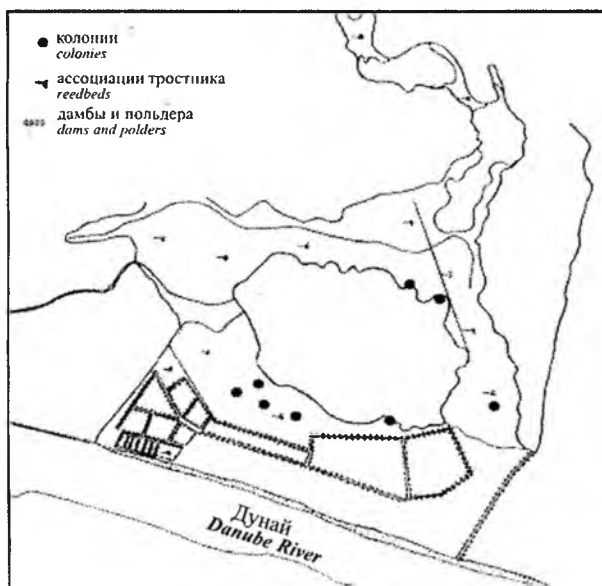 колонии
colonies
ассоциации тростника
reedbeds
дамбы и польдера
dams and polders
Дунай
Danube River